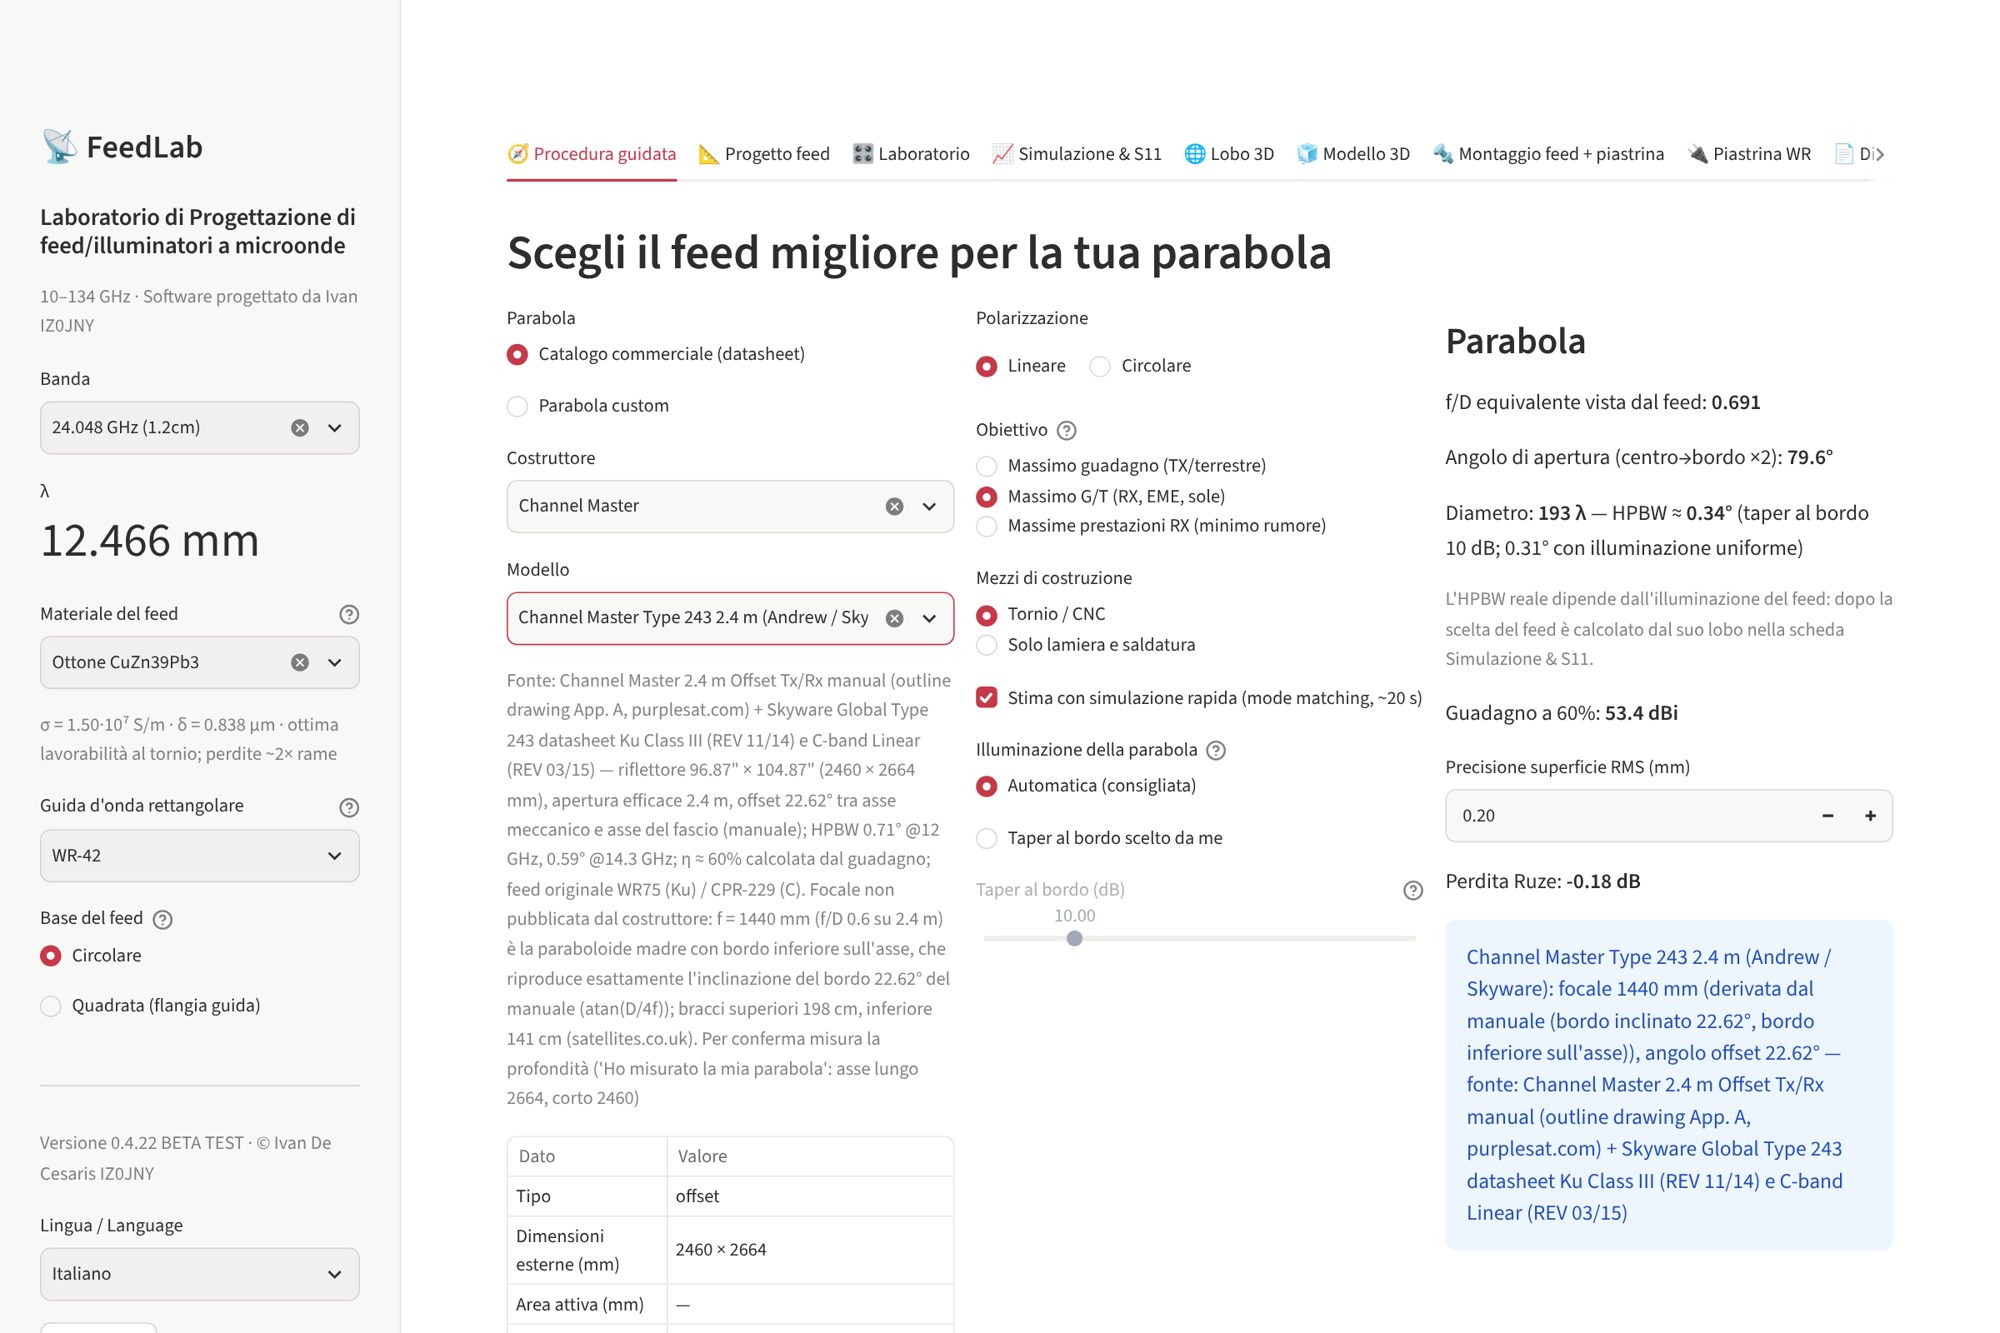 📡 FeedLab
Laboratorio di Progettazione di
feed/illuminatori a microonde
10–134 GHz · Software progettato da Ivan
IZ0JNY
Banda
24.048 GHz (1.2cm)
λ
12.466 mm
Materiale del feed
Ottone CuZn39Pb3
σ = 1.50·10⁷ S/m · δ = 0.838 µm · ottima
lavorabilità al tornio; perdite ~2× rame
Guida d'onda rettangolare
WR-42
Base del feed
Circolare
Quadrata (flangia guida)
Versione 0.4.22 BETA TEST · © Ivan De
Cesaris IZ0JNY
Lingua / Language
Italiano
🧭 Procedura guidata
📐 Progetto feed
🎛️ Laboratorio
📈 Simulazione & S11
🌐 Lobo 3D
🧊 Modello 3D
🔩 Montaggio feed + piastrina
🔌 Piastrina WR
📄 Di
Scegli il feed migliore per la tua parabola
Parabola
Catalogo commerciale (datasheet)
Parabola custom
Costruttore
Channel Master
Modello
Channel Master Type 243 2.4 m (Andrew / Sky
Fonte: Channel Master 2.4 m Offset Tx/Rx manual (outline
drawing App. A, purplesat.com) + Skyware Global Type
243 datasheet Ku Class III (REV 11/14) e C-band Linear
(REV 03/15) — riflettore 96.87" × 104.87" (2460 × 2664
mm), apertura efficace 2.4 m, offset 22.62° tra asse
meccanico e asse del fascio (manuale); HPBW 0.71° @12
GHz, 0.59° @14.3 GHz; η ≈ 60% calcolata dal guadagno;
feed originale WR75 (Ku) / CPR-229 (C). Focale non
pubblicata dal costruttore: f = 1440 mm (f/D 0.6 su 2.4 m)
è la paraboloide madre con bordo inferiore sull'asse, che
riproduce esattamente l'inclinazione del bordo 22.62° del
manuale (atan(D/4f)); bracci superiori 198 cm, inferiore
141 cm (satellites.co.uk). Per conferma misura la
profondità ('Ho misurato la mia parabola': asse lungo
2664, corto 2460)
Dato Valore
Tipo offset
Dimensioni
esterne (mm) 2460 × 2664
Area attiva (mm) —
Polarizzazione
Lineare
Circolare
Obiettivo
Massimo guadagno (TX/terrestre)
Massimo G/T (RX, EME, sole)
Massime prestazioni RX (minimo rumore)
Mezzi di costruzione
Tornio / CNC
Solo lamiera e saldatura
Stima con simulazione rapida (mode matching, ~20 s)
Illuminazione della parabola
Automatica (consigliata)
Taper al bordo scelto da me
Taper al bordo (dB)
10.00
Parabola
f/D equivalente vista dal feed: 0.691
Angolo di apertura (centro→bordo ×2): 79.6°
Diametro: 193 λ — HPBW ≈ 0.34° (taper al bordo
10 dB; 0.31° con illuminazione uniforme)
L'HPBW reale dipende dall'illuminazione del feed: dopo la
scelta del feed è calcolato dal suo lobo nella scheda
Simulazione & S11.
Guadagno a 60%: 53.4 dBi
Precisione superficie RMS (mm)
0.20
Perdita Ruze: -0.18 dB
Channel Master Type 243 2.4 m (Andrew /
Skyware): focale 1440 mm (derivata dal
manuale (bordo inclinato 22.62°, bordo
inferiore sull'asse)), angolo offset 22.62° —
fonte: Channel Master 2.4 m Offset Tx/Rx
manual (outline drawing App. A,
purplesat.com) + Skyware Global Type 243
datasheet Ku Class III (REV 11/14) e C-band
Linear (REV 03/15)